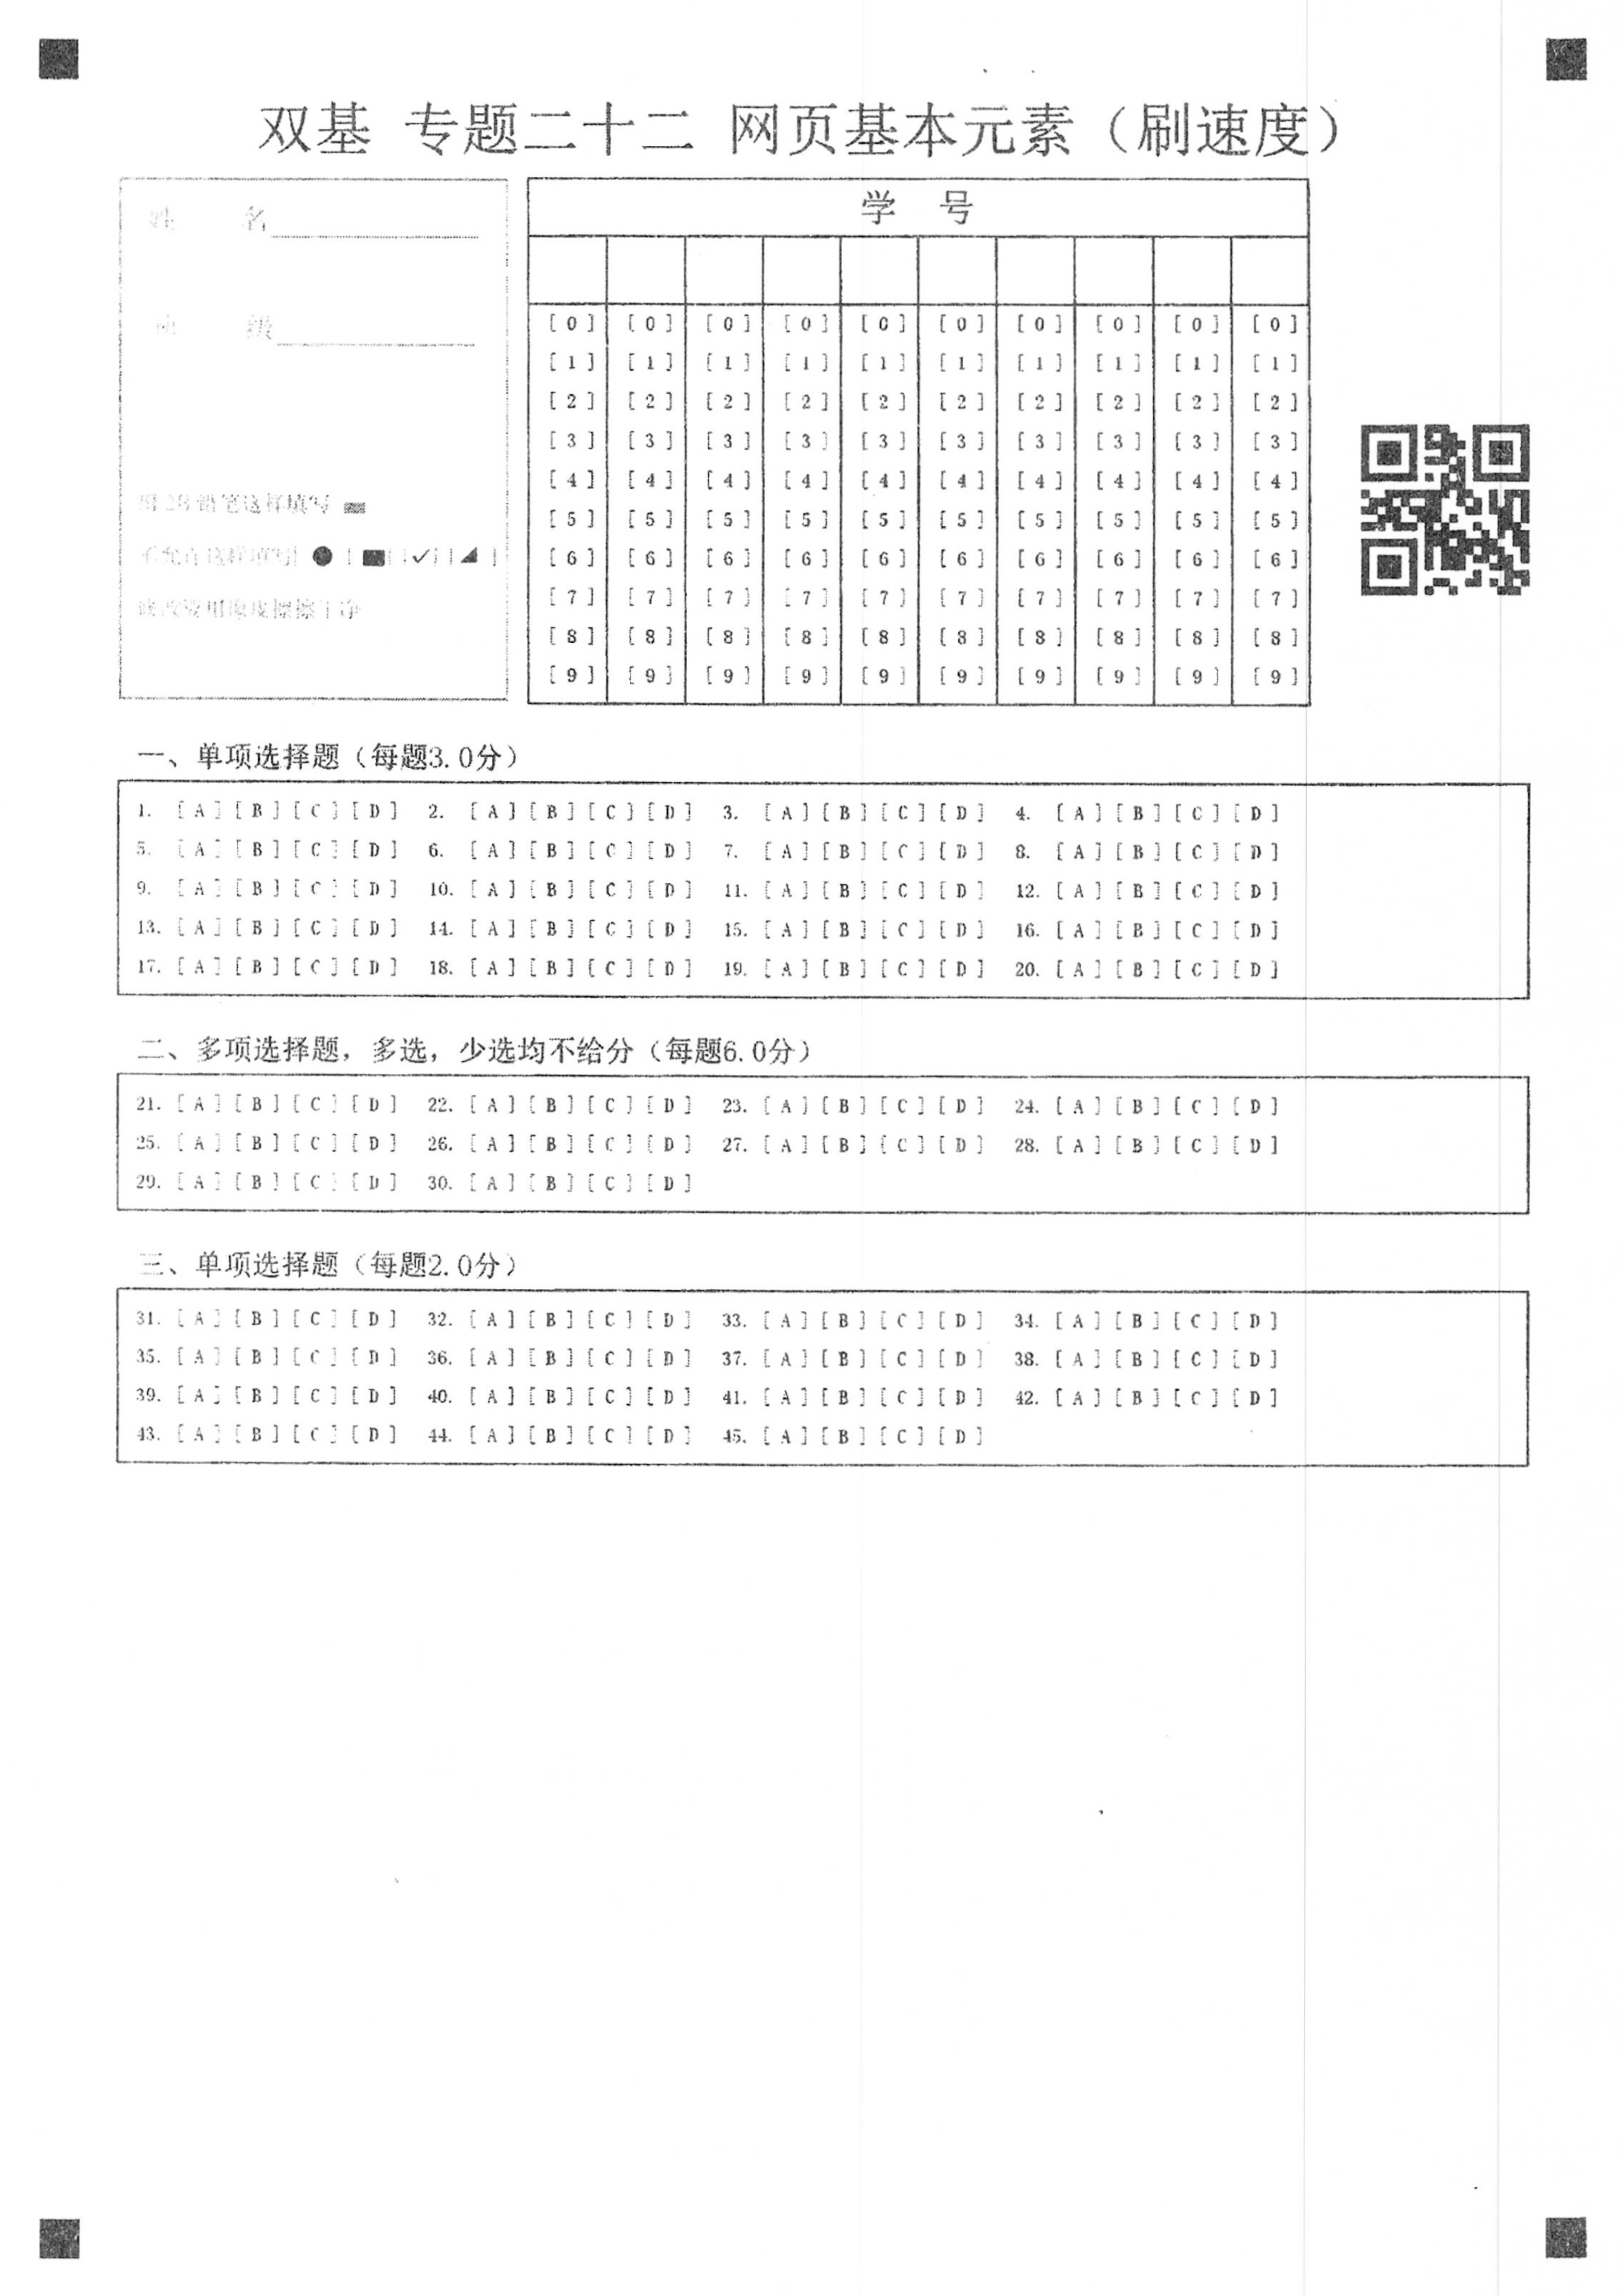 双基 专题二十二 网页基本元素（刷速度）
姓 名
级
学 号
[0] [0] [0] [0] [0] [0] [0] [0] [0] [0]
[1] [1] [1] [1] [1] [1] [1] [1] [1] [1]
[2] [2] [2] [2] [2] [2] [2] [2] [2] [2]
[3] [3] [3] [3] [3] [3] [3] [3] [3] [3]
[4] [4] [4] [4] [4] [4] [4] [4] [4] [4]
[5] [5] [5] [5] [5] [5] [5] [5] [5] [5]
[6] [6] [6] [6] [6] [6] [6] [6] [6] [6]
[7] [7] [7] [7] [7] [7] [7] [7] [7] [7]
[8] [8] [8] [8] [8] [8] [8] [8] [8] [8]
[9] [9] [9] [9] [9] [9] [9] [9] [9] [9]
用2B铅笔这样填写
不允许这样填写
修改要用橡皮擦擦干净
一、单项选择题（每题3.0分）
1. [A][B][C][D] 2. [A][B][C][D] 3. [A][B][C][D] 4. [A][B][C][D]
5. [A][B][C][D] 6. [A][B][C][D] 7. [A][B][C][D] 8. [A][B][C][D]
9. [A][B][C][D] 10. [A][B][C][D] 11. [A][B][C][D] 12. [A][B][C][D]
13. [A][B][C][D] 14. [A][B][C][D] 15. [A][B][C][D] 16. [A][B][C][D]
17. [A][B][C][D] 18. [A][B][C][D] 19. [A][B][C][D] 20. [A][B][C][D]
二、多项选择题，多选，少选均不给分（每题6.0分）
21. [A][B][C][D] 22. [A][B][C][D] 23. [A][B][C][D] 24. [A][B][C][D]
25. [A][B][C][D] 26. [A][B][C][D] 27. [A][B][C][D] 28. [A][B][C][D]
29. [A][B][C][D] 30. [A][B][C][D]
三、单项选择题（每题2.0分）
31. [A][B][C][D] 32. [A][B][C][D] 33. [A][B][C][D] 34. [A][B][C][D]
35. [A][B][C][D] 36. [A][B][C][D] 37. [A][B][C][D] 38. [A][B][C][D]
39. [A][B][C][D] 40. [A][B][C][D] 41. [A][B][C][D] 42. [A][B][C][D]
43. [A][B][C][D] 44. [A][B][C][D] 45. [A][B][C][D]